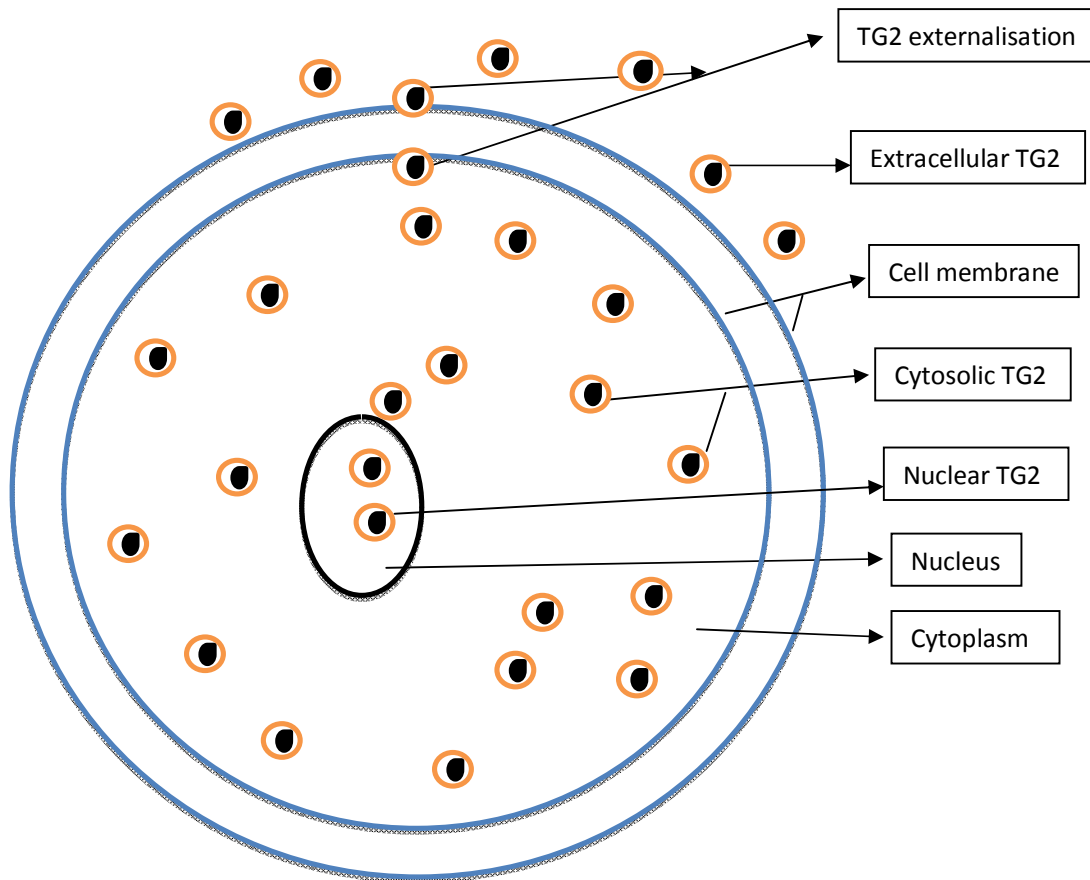 TG2 externalisation
Extracellular TG2
Cell membrane
Cytosolic TG2
Nuclear TG2
Nucleus
Cytoplasm